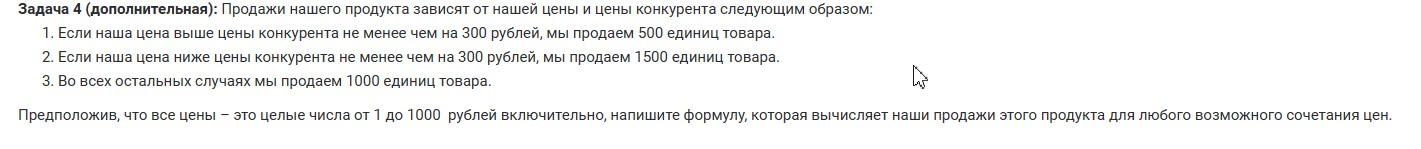 Задача 4 (дополнительная): Продажи нашего продукта зависят от нашей цены и цены конкурента следующим образом:
1. Если наша цена выше цены конкурента не менее чем на 300 рублей, мы продаем 500 единиц товара.
2. Если наша цена ниже цены конкурента не менее чем на 300 рублей, мы продаем 1500 единиц товара.
3. Во всех остальных случаях мы продаем 1000 единиц товара.
Предположив, что все цены – это целые числа от 1 до 1000 рублей включительно, напишите формулу, которая вычисляет наши продажи этого продукта для любого возможного сочетания цен.